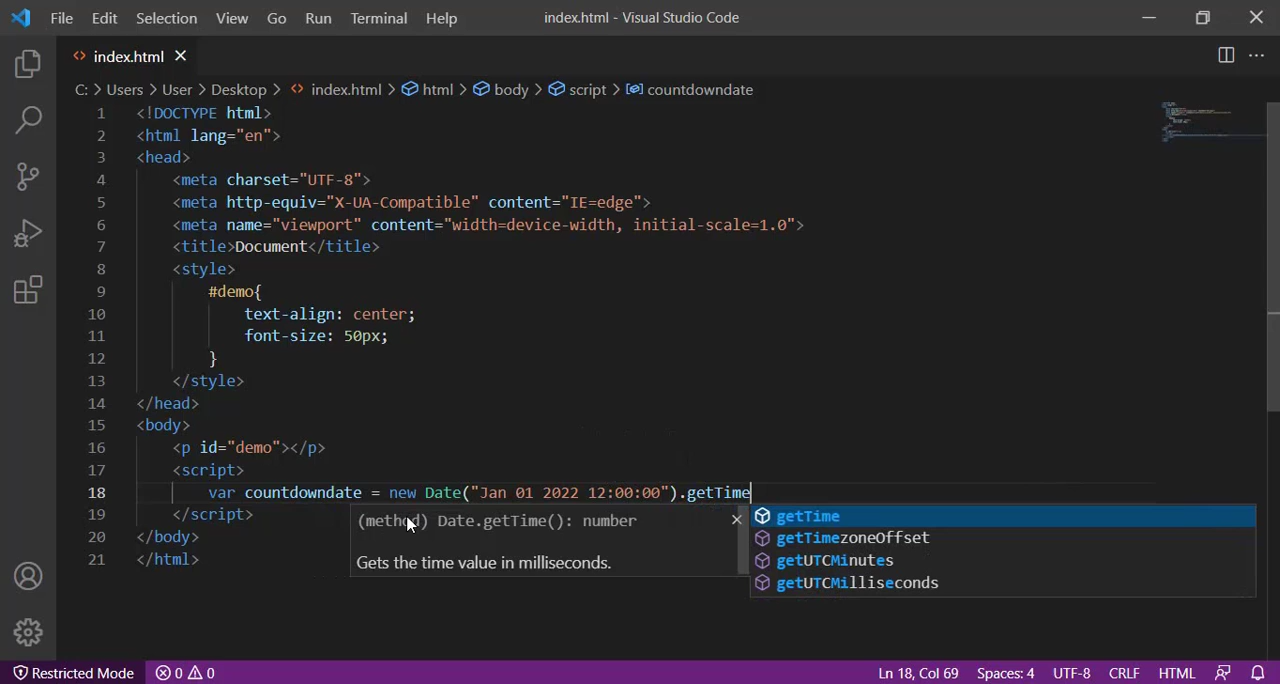 File Edit Selection View Go Run Terminal Help index.html - Visual Studio Code
index.html
C: > Users > User > Desktop > index.html > html > body > script > countdowndate
1 <!DOCTYPE html>
2 <html lang="en">
3 <head>
4 <meta charset="UTF-8">
5 <meta http-equiv="X-UA-Compatible" content="IE=edge">
6 <meta name="viewport" content="width=device-width, initial-scale=1.0">
7 <title>Document</title>
8 <style>
9 #demo{
10 text-align: center;
11 font-size: 50px;
12 }
13 </style>
14 </head>
15 <body>
16 <p id="demo"></p>
17 <script>
18 var countdowndate = new Date("Jan 01 2022 12:00:00").getTime
19 </script>
20 </body>
21 </html>
(method) Date.getTime(): number
Gets the time value in milliseconds.
getTime
getTimezoneOffset
getUTCMinutes
getUTCMilliseconds
Restricted Mode 0 0 Ln 18, Col 69 Spaces: 4 UTF-8 CRLF HTML